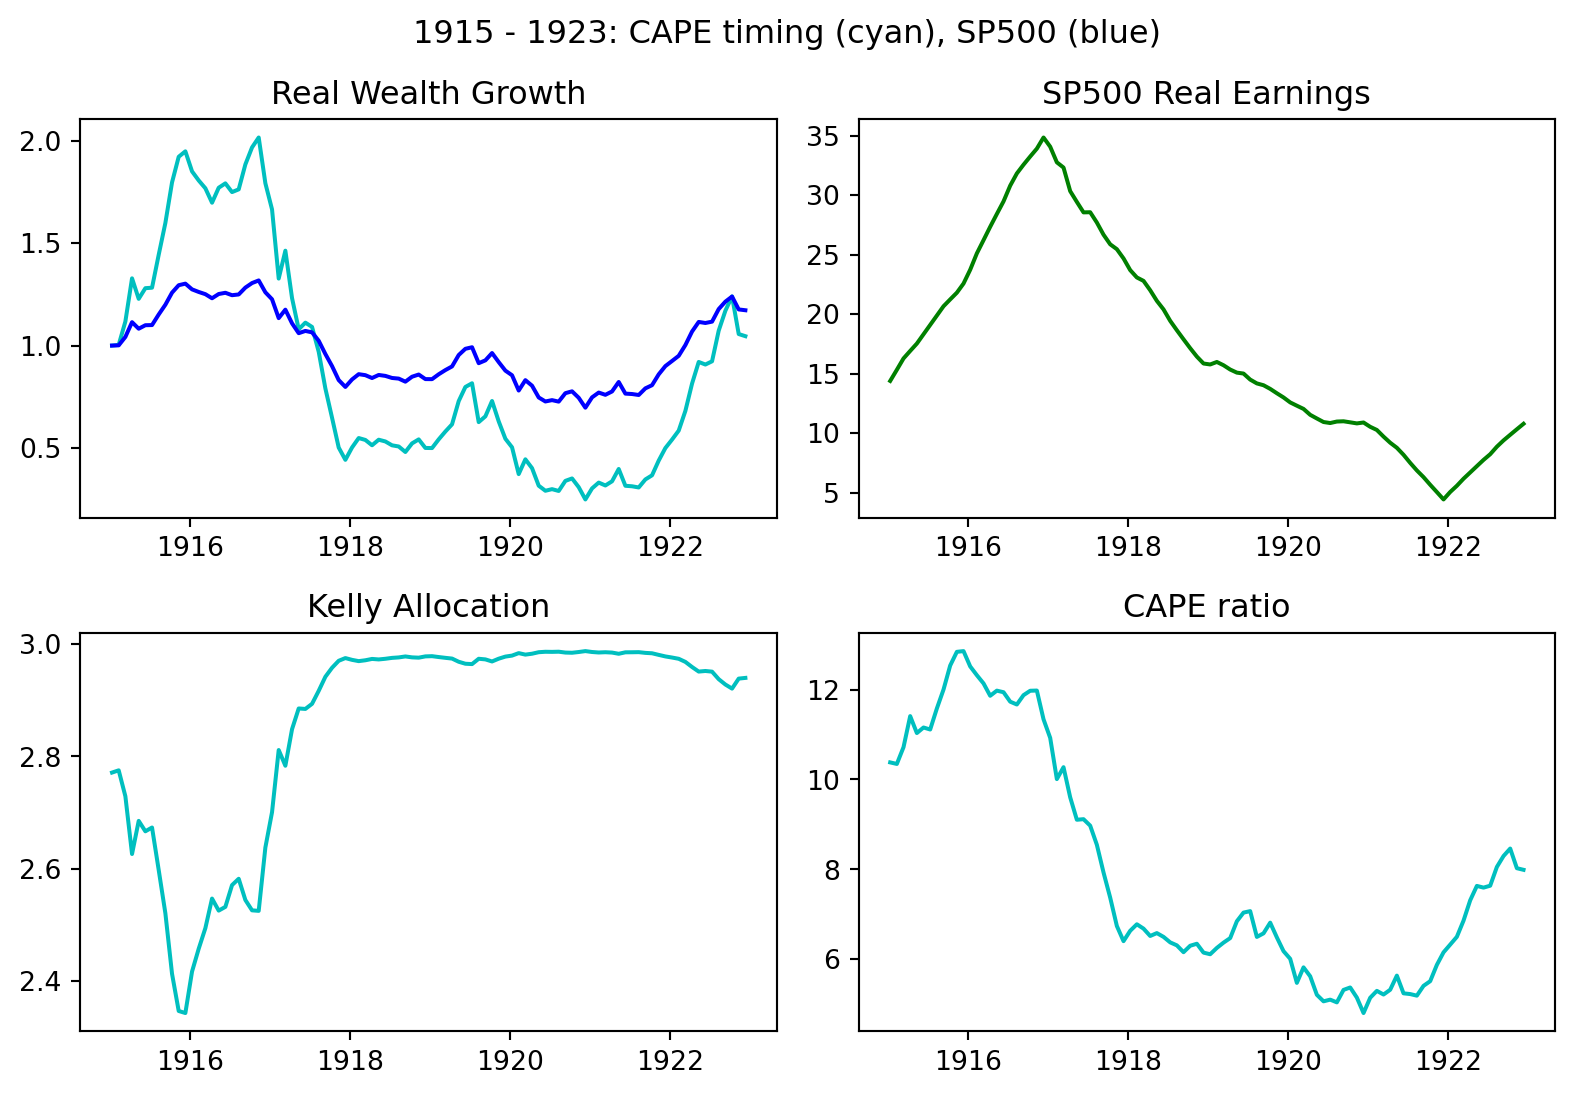 1915 - 1923: CAPE timing (cyan), SP500 (blue)
Real Wealth Growth
2.0
1.5
1.0
0.5
1916 1918 1920 1922
SP500 Real Earnings
35
30
25
20
15
10
5
1916 1918 1920 1922
Kelly Allocation
3.0
2.8
2.6
2.4
1916 1918 1920 1922
CAPE ratio
12
10
8
6
1916 1918 1920 1922